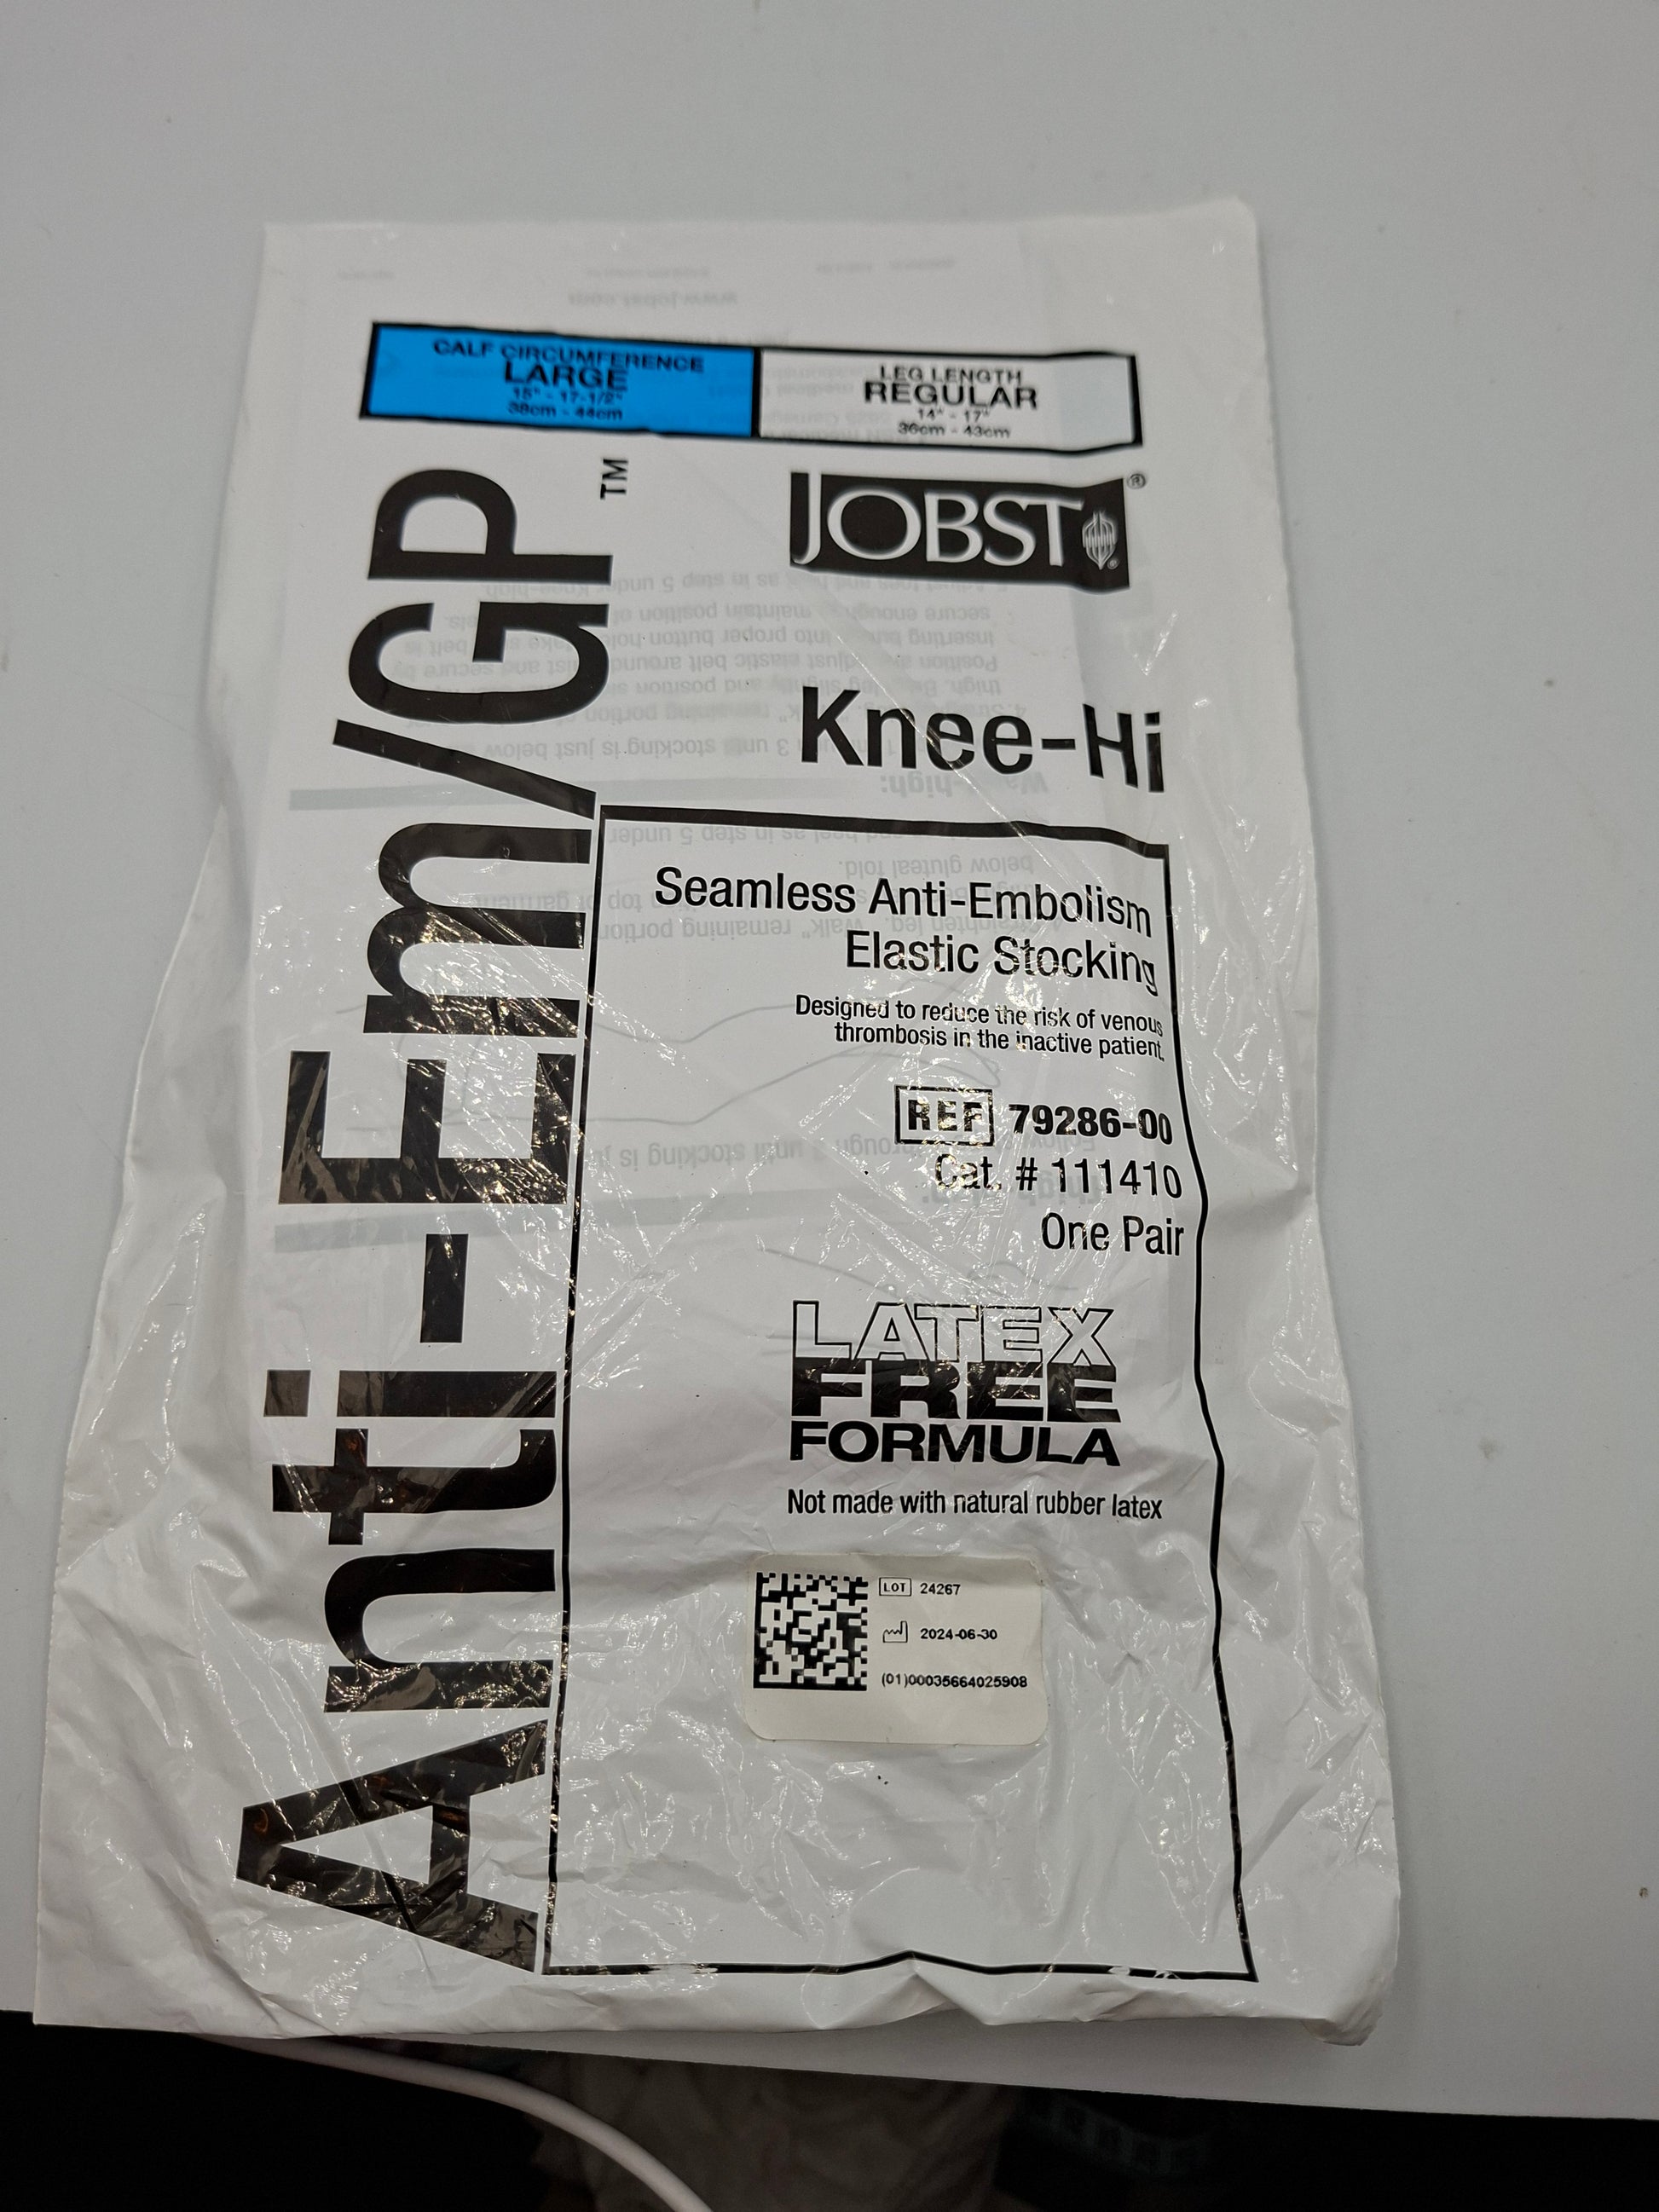 CALF CIRCUMFERENCE
LARGE
15" - 17-1/2"
38cm - 44cm
LEG LENGTH
REGULAR
14" - 17"
36cm - 43cm
Anti-Em/GP™
JOBST®
Knee-Hi
Seamless Anti-Embolism
Elastic Stocking
Designed to reduce the risk of venous
thrombosis in the inactive patient.
REF 79286-00
Cat. # 111410
One Pair
LATEX
FREE
FORMULA
Not made with natural rubber latex
LOT 24267
2024-06-30
(01)00035664025908